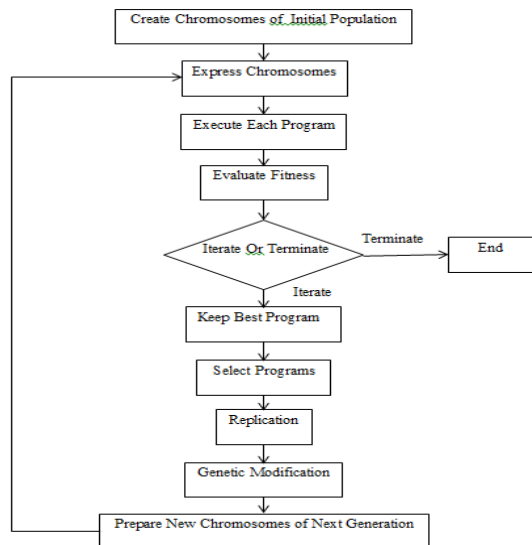 Create Chromosomes of Initial Population
Express Chromosomes
Execute Each Program
Evaluate Fitness
Iterate Or Terminate
Terminate
End
Iterate
Keep Best Program
Select Programs
Replication
Genetic Modification
Prepare New Chromosomes of Next Generation